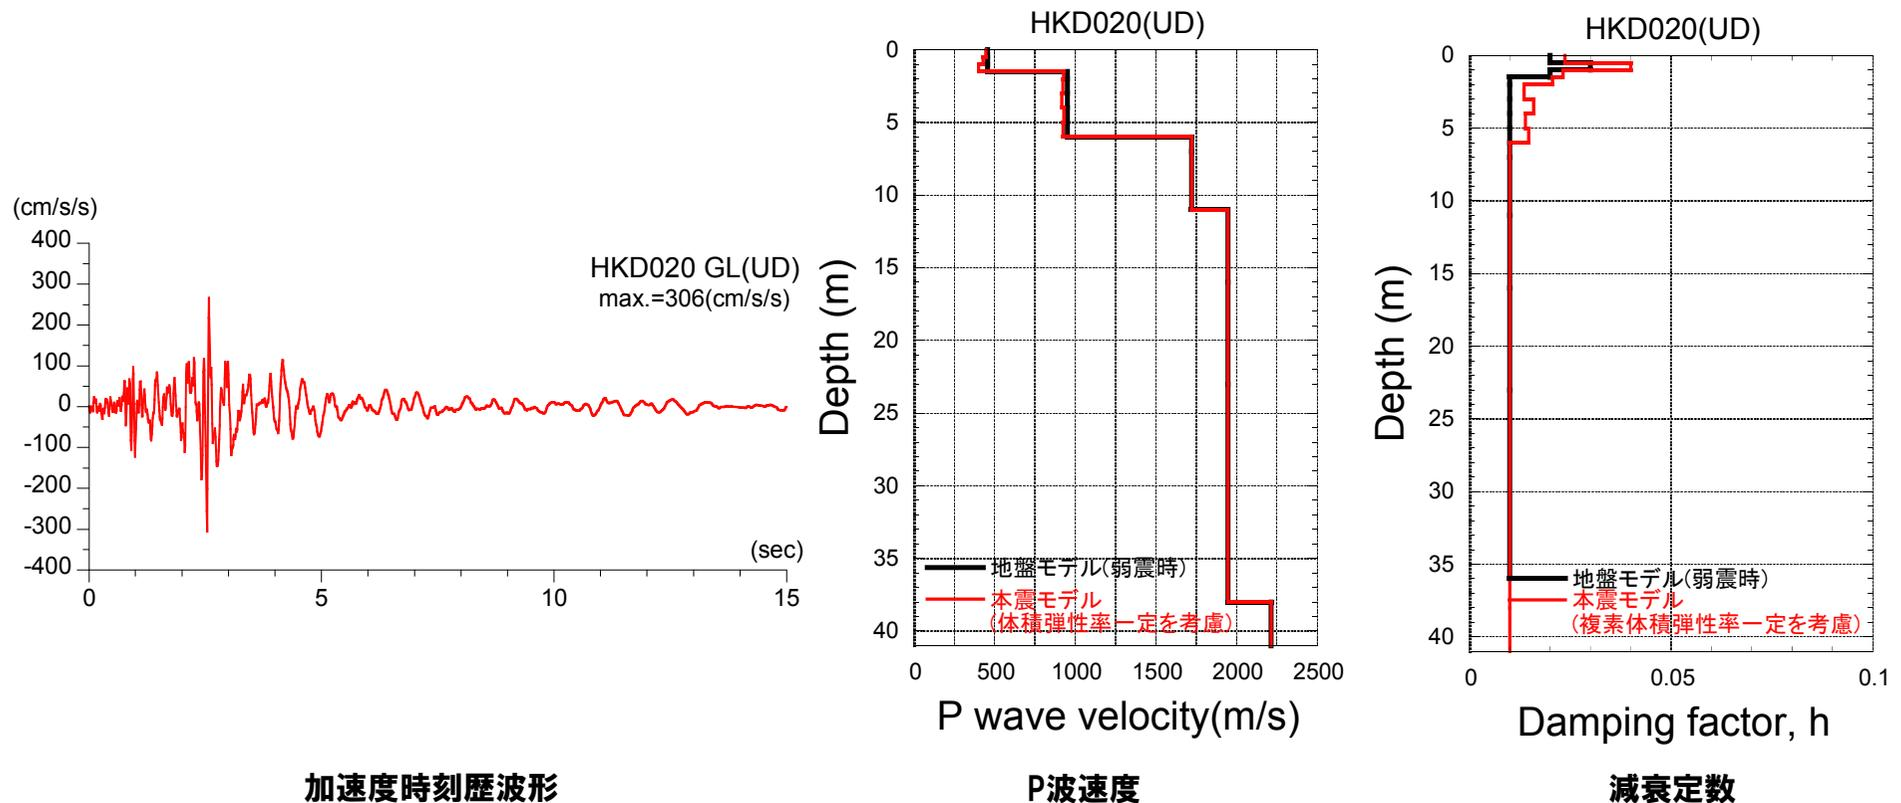 (cm/s/s)
400
300
200
100
0
-100
-200
-300
-400
HKD020 GL(UD)
max.=306(cm/s/s)
(sec)
0 5 10 15
加速度時刻歴波形
HKD020(UD)
Depth (m)
0
5
10
15
20
25
30
35
40
地盤モデル(弱震時)
本震モデル
(体積弾性率一定を考慮)
0 500 1000 1500 2000 2500
P wave velocity(m/s)
P波速度
HKD020(UD)
Depth (m)
0
5
10
15
20
25
30
35
40
地盤モデル(弱震時)
本震モデル
(複素体積弾性率一定を考慮)
0 0.05 0.1
Damping factor, h
減衰定数